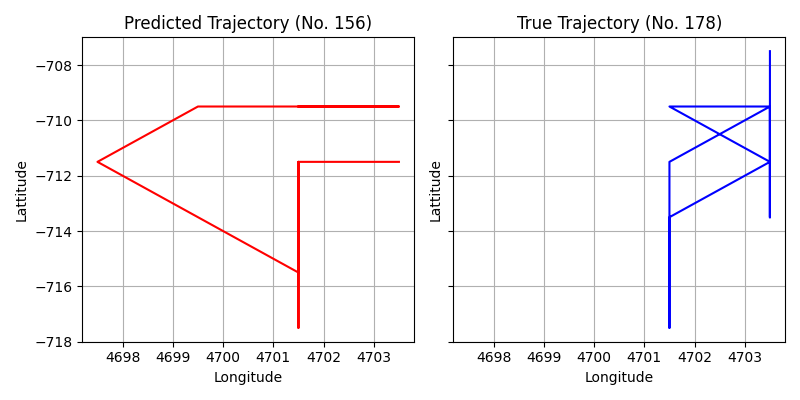 Predicted Trajectory (No. 156)
True Trajectory (No. 178)
−708
−710
−712
−714
−716
−718
Lattitude
Lattitude
4698 4699 4700 4701 4702 4703
4698 4699 4700 4701 4702 4703
Longitude
Longitude